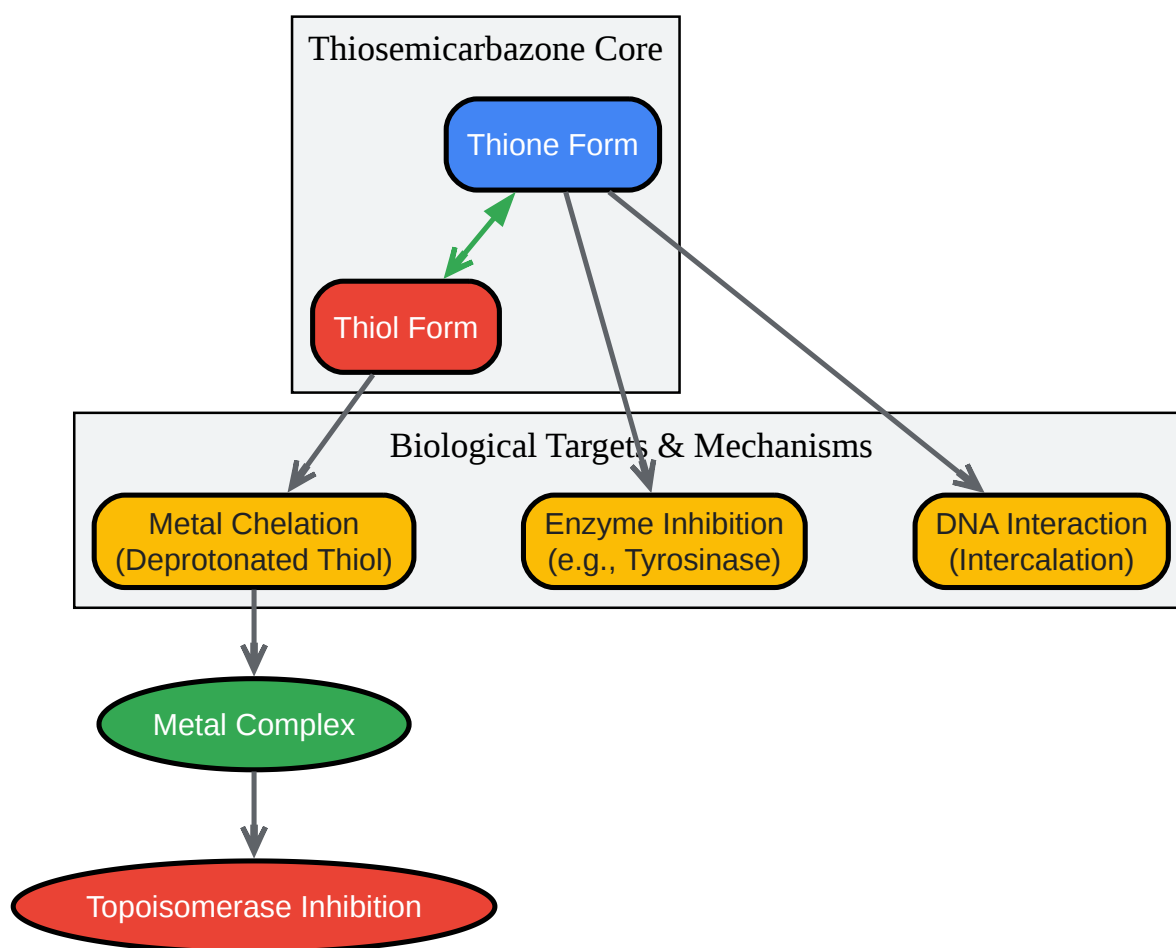 Thiosemicarbazone Core
Thione Form
Thiol Form
Biological Targets & Mechanisms
Metal Chelation
(Deprotonated Thiol)
Enzyme Inhibition
(e.g., Tyrosinase)
DNA Interaction
(Intercalation)
Metal Complex
Topoisomerase Inhibition